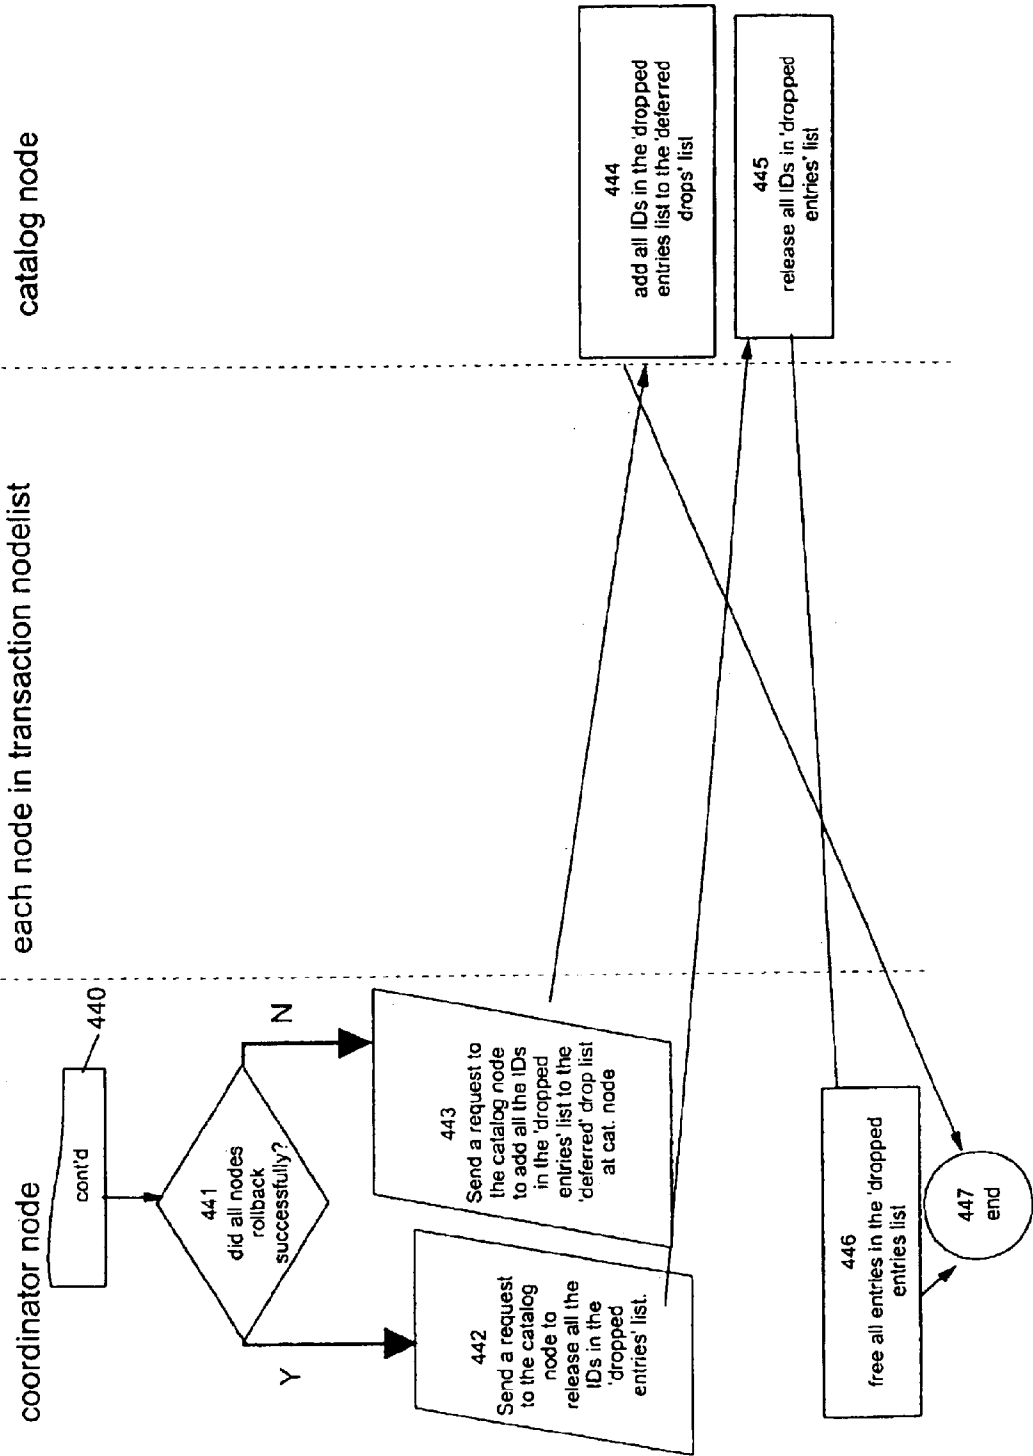 coordinator node
each node in transaction nodelist
catalog node
440
cont'd
441
did all nodes
rollback
successfully?
Y
N
442
Send a request
to the catalog
node to
release all the
IDs in the
'dropped
entries' list.
443
Send a request to
the catalog node
to add all the IDs
in the 'dropped
entries' list to the
'deferred' drop list
at cat. node
444
add all IDs in the 'dropped
entries list to the 'deferred
drops' list
445
release all IDs in 'dropped
entries' list
446
free all entries in the 'dropped
entries list
447
end